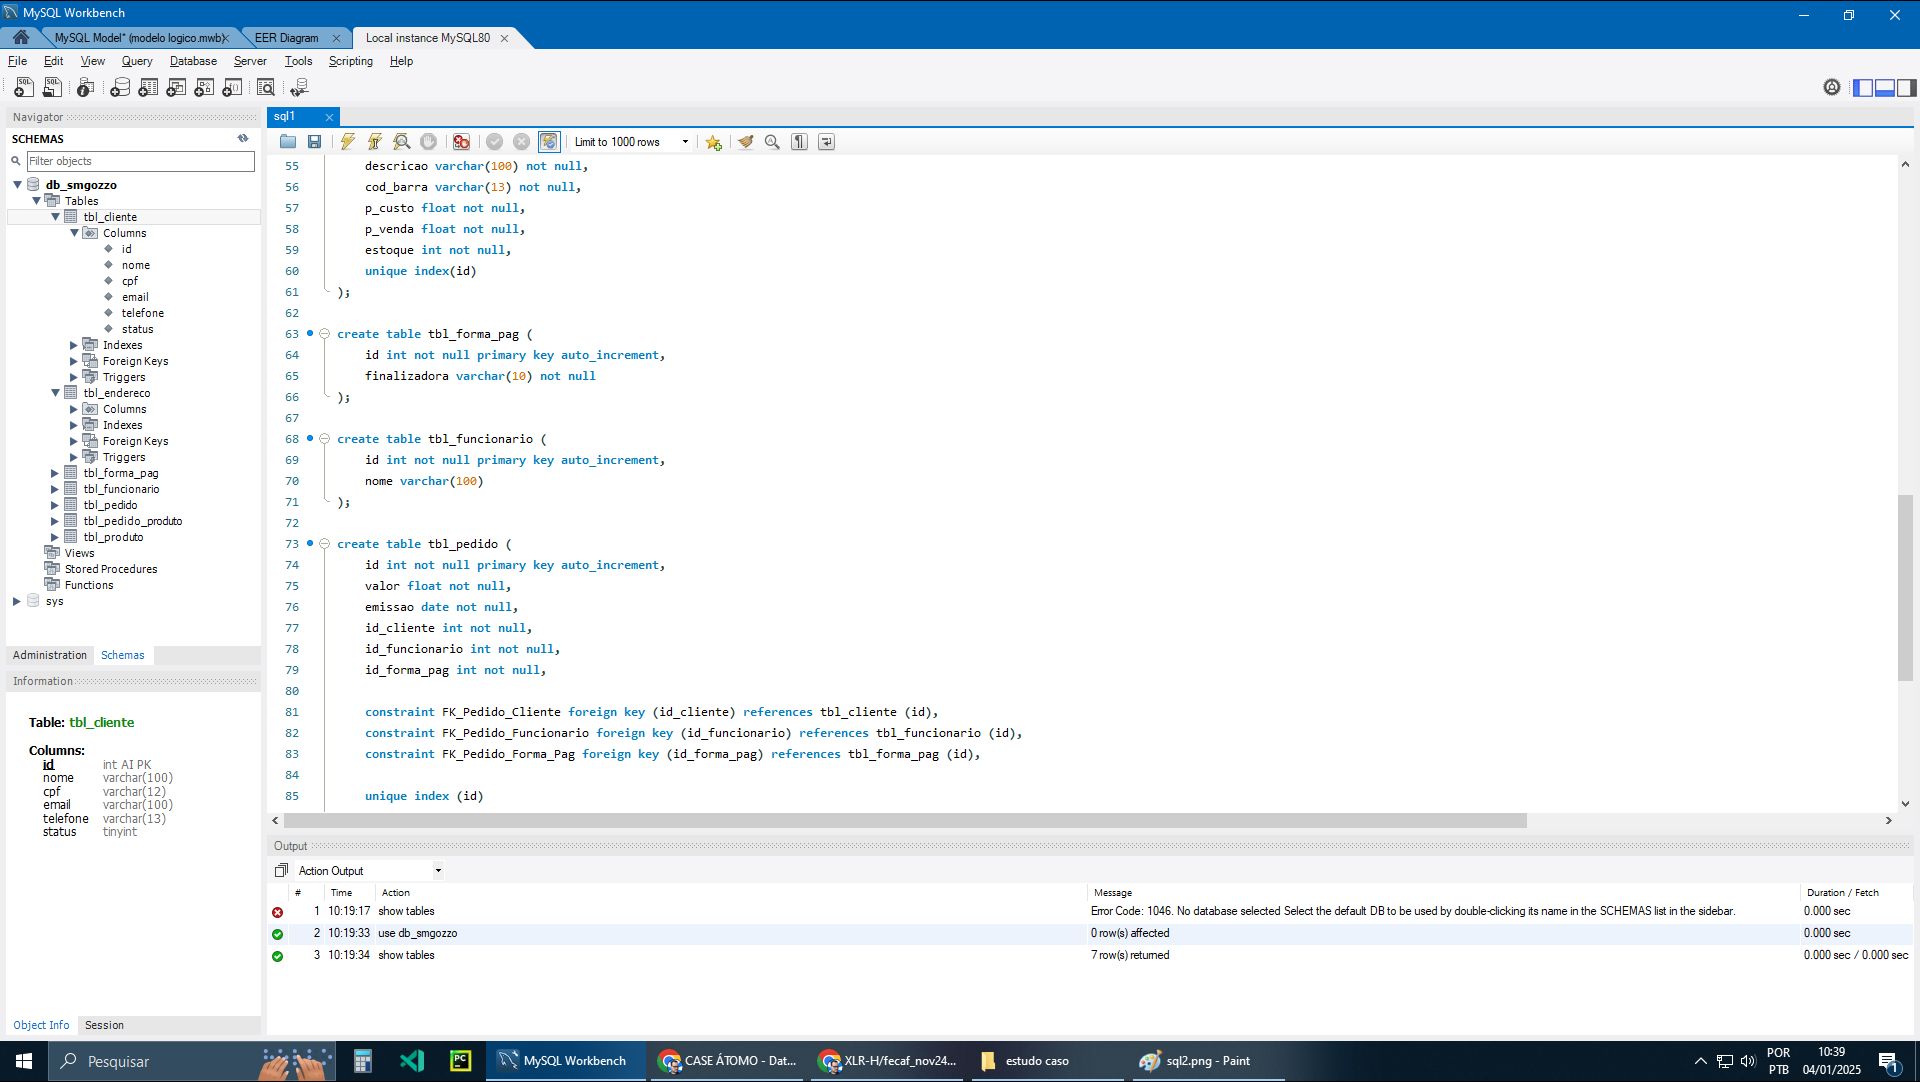 MySQL Workbench
MySQL Model* (modelo logico.mwb)
EER Diagram
Local instance MySQL80
File Edit View Query Database Server Tools Scripting Help
Navigator
SCHEMAS
Filter objects
db_smgozzo
Tables
tbl_cliente
Columns
id
nome
cpf
email
telefone
status
Indexes
Foreign Keys
Triggers
tbl_endereco
Columns
Indexes
Foreign Keys
Triggers
tbl_forma_pag
tbl_funcionario
tbl_pedido
tbl_pedido_produto
tbl_produto
Views
Stored Procedures
Functions
sys
Administration Schemas
Information
Table: tbl_cliente
Columns:
id int AI PK
nome varchar(100)
cpf varchar(12)
email varchar(100)
telefone varchar(13)
status tinyint
Object Info Session
sql1
Limit to 1000 rows
55 descricao varchar(100) not null,
56 cod_barra varchar(13) not null,
57 p_custo float not null,
58 p_venda float not null,
59 estoque int not null,
60 unique index(id)
61 );
62
63 create table tbl_forma_pag (
64 id int not null primary key auto_increment,
65 finalizadora varchar(10) not null
66 );
67
68 create table tbl_funcionario (
69 id int not null primary key auto_increment,
70 nome varchar(100)
71 );
72
73 create table tbl_pedido (
74 id int not null primary key auto_increment,
75 valor float not null,
76 emissao date not null,
77 id_cliente int not null,
78 id_funcionario int not null,
79 id_forma_pag int not null,
80
81 constraint FK_Pedido_Cliente foreign key (id_cliente) references tbl_cliente (id),
82 constraint FK_Pedido_Funcionario foreign key (id_funcionario) references tbl_funcionario (id),
83 constraint FK_Pedido_Forma_Pag foreign key (id_forma_pag) references tbl_forma_pag (id),
84
85 unique index (id)
Output
Action Output
# Time Action Message Duration / Fetch
1 10:19:17 show tables Error Code: 1046. No database selected Select the default DB to be used by double-clicking its name in the SCHEMAS list in the sidebar. 0.000 sec
2 10:19:33 use db_smgozzo 0 row(s) affected 0.000 sec
3 10:19:34 show tables 7 row(s) returned 0.000 sec / 0.000 sec
Pesquisar
PC
MySQL Workbench
CASE ÁTOMO - Dat...
XLR-H/fecaf_nov24...
estudo caso
sql2.png - Paint
POR
PTB
10:39
04/01/2025
1